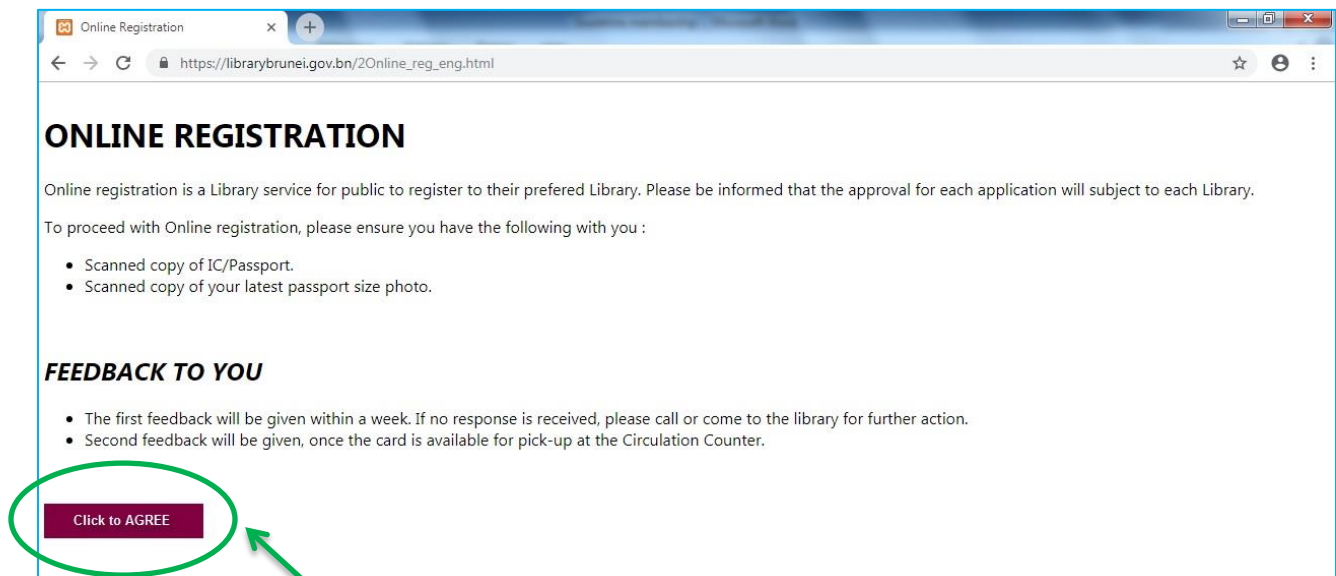 Online Registration
https://librarybrunei.gov.bn/2Online_reg_eng.html
ONLINE REGISTRATION
Online registration is a Library service for public to register to their prefered Library. Please be informed that the approval for each application will subject to each Library.
To proceed with Online registration, please ensure you have the following with you :
• Scanned copy of IC/Passport.
• Scanned copy of your latest passport size photo.
FEEDBACK TO YOU
• The first feedback will be given within a week. If no response is received, please call or come to the library for further action.
• Second feedback will be given, once the card is available for pick-up at the Circulation Counter.
Click to AGREE